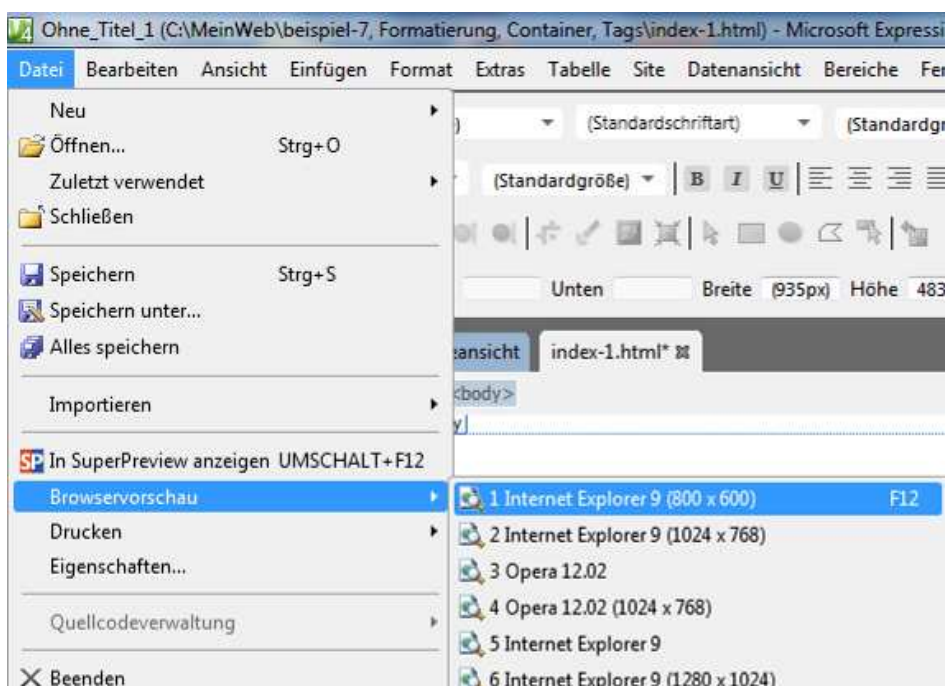 Ohne_Titel_1 (C:\MeinWeb\beispiel-7, Formatierung, Container, Tags\index-1.html) - Microsoft Expressi
Datei Bearbeiten Ansicht Einfügen Format Extras Tabelle Site Datenansicht Bereiche Fer
Neu
Öffnen... Strg+O
Zuletzt verwendet
Schließen
Speichern Strg+S
Speichern unter...
Alles speichern
Importieren
In SuperPreview anzeigen UMSCHALT+F12
Browservorschau
Drucken
Eigenschaften...
Quellcodeverwaltung
Beenden
(Standardschriftart) (Standardgr
(Standardgröße) B I U
Unten Breite (935px) Höhe 483
eansicht index-1.html*
<body>
y
1 Internet Explorer 9 (800 x 600) F12
2 Internet Explorer 9 (1024 x 768)
3 Opera 12.02
4 Opera 12.02 (1024 x 768)
5 Internet Explorer 9
6 Internet Explorer 9 (1280 x 1024)